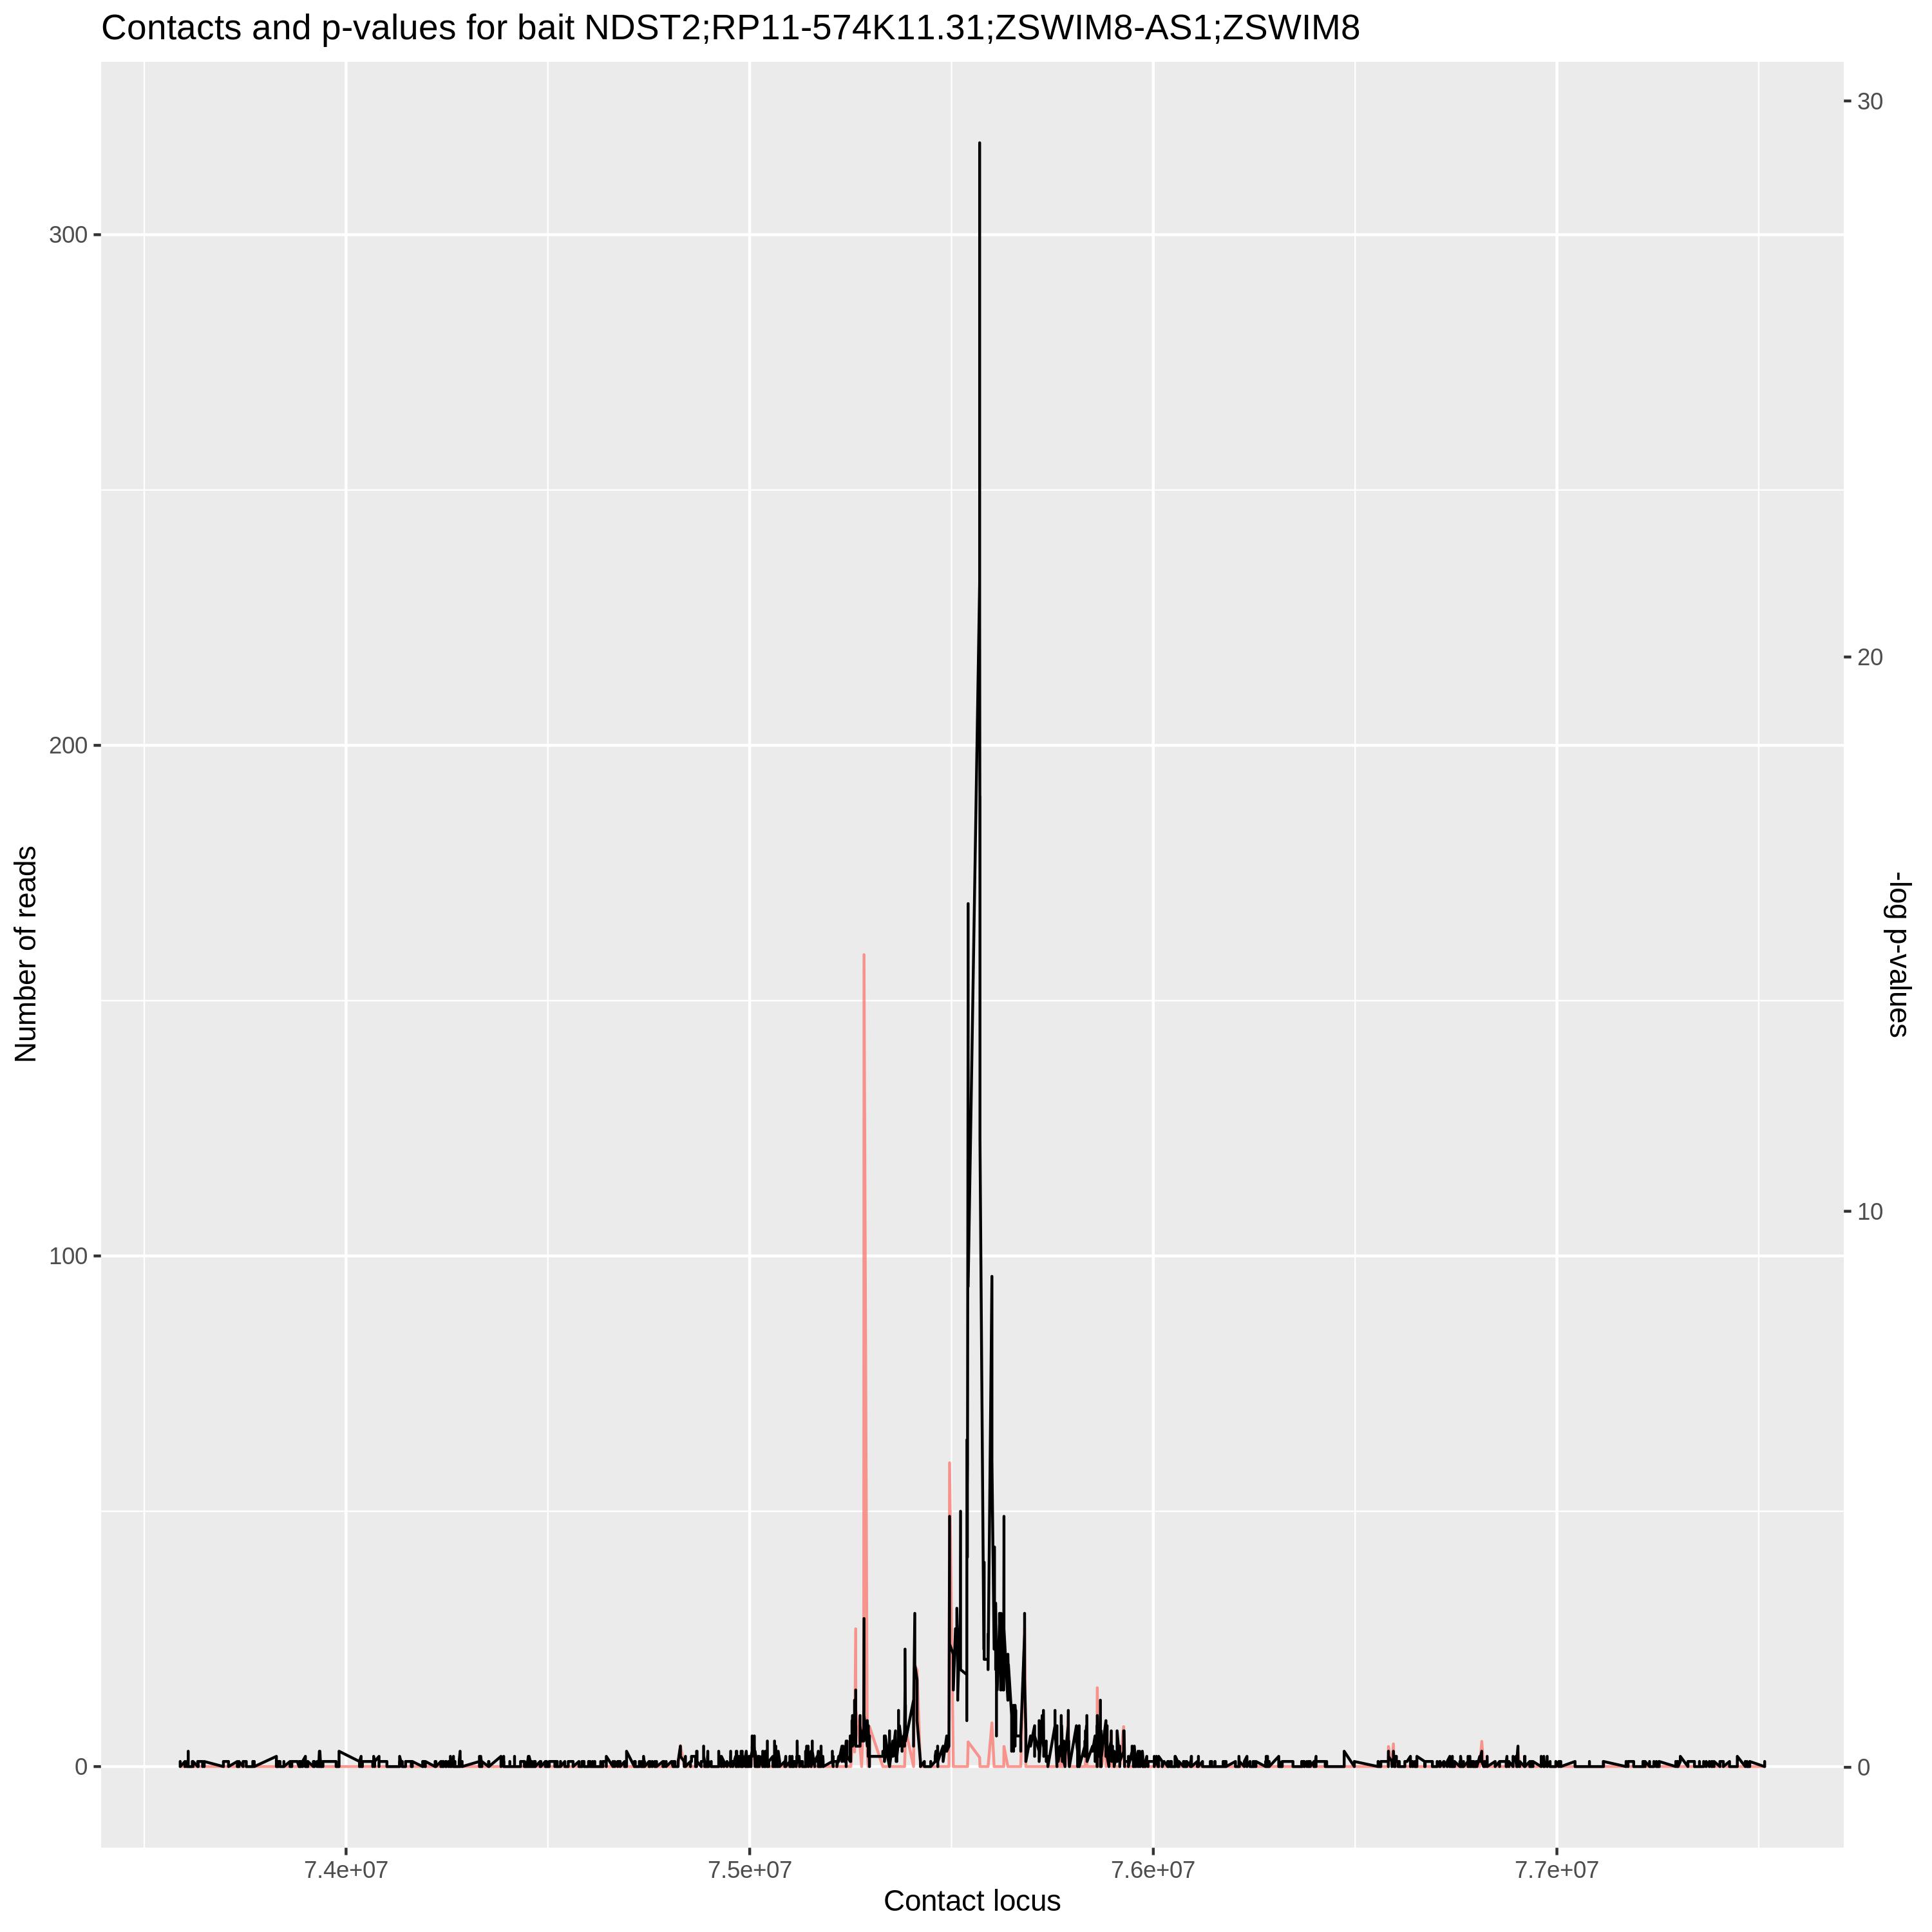 Contacts and p-values for bait NDST2;RP11-574K11.31;ZSWIM8-AS1;ZSWIM8
30
300
20
200
Number of reads
-log p-values
10
100
0
0
7.4e+07
7.5e+07
7.6e+07
7.7e+07
Contact locus